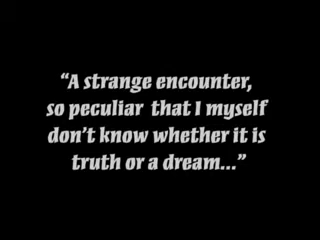 “A strange encounter,
so peculiar that I myself
don’t know whether it is
truth or a dream...”